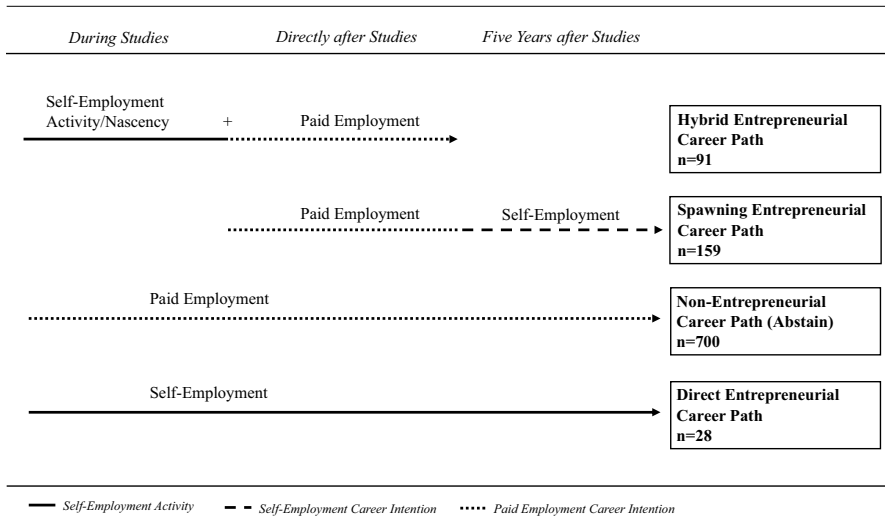 During Studies
Directly after Studies
Five Years after Studies
Self-Employment
Activity/Nascency
+
Paid Employment
Hybrid Entrepreneurial
Career Path
n=91
Paid Employment
Self-Employment
Spawning Entrepreneurial
Career Path
n=159
Paid Employment
Non-Entrepreneurial
Career Path (Abstain)
n=700
Self-Employment
Direct Entrepreneurial
Career Path
n=28
Self-Employment Activity
Self-Employment Career Intention
Paid Employment Career Intention